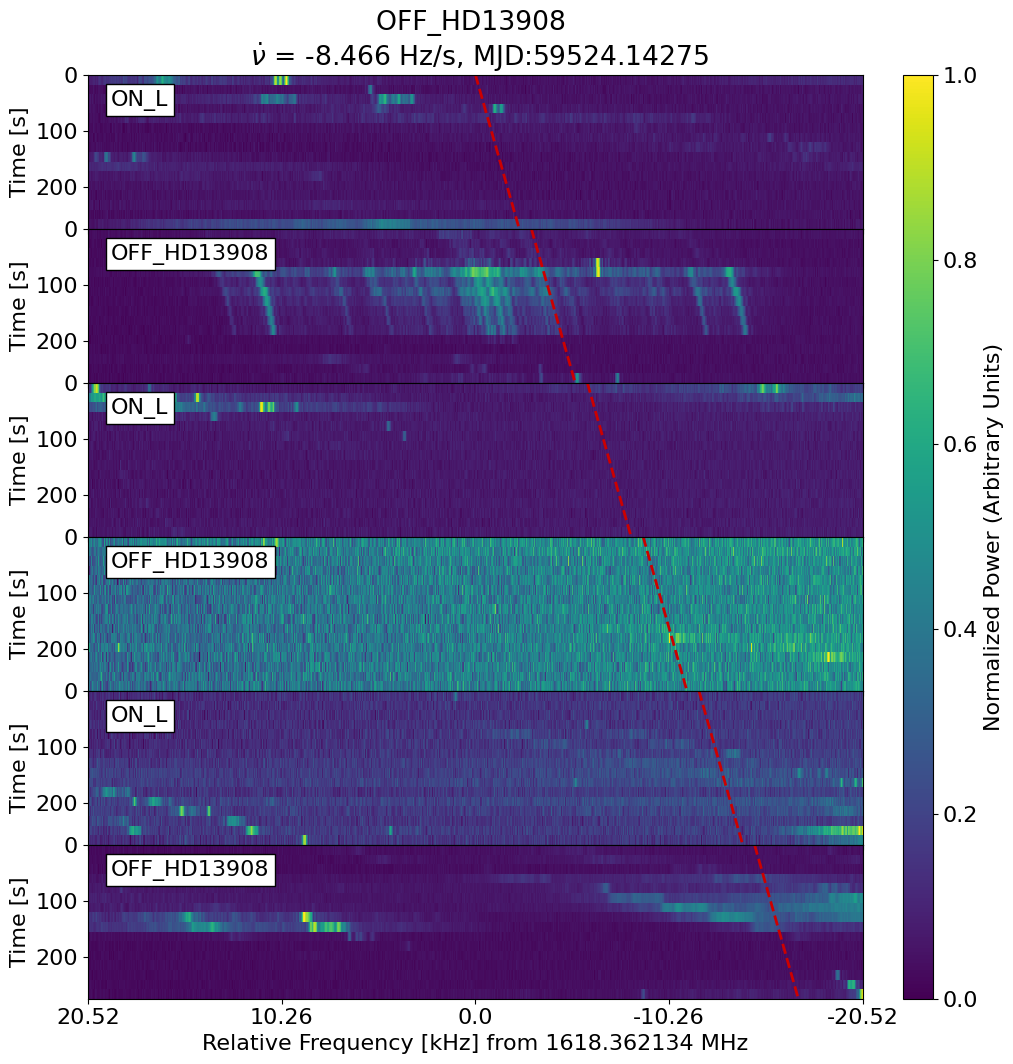 OFF_HD13908
ν̇ = -8.466 Hz/s, MJD:59524.14275
0
ON_L
100
200
Time [s]
0
OFF_HD13908
100
200
Time [s]
0
ON_L
100
200
Time [s]
0
OFF_HD13908
100
200
Time [s]
0
ON_L
100
200
Time [s]
0
OFF_HD13908
100
200
Time [s]
20.52 10.26 0.0 -10.26 -20.52
Relative Frequency [kHz] from 1618.362134 MHz
1.0
0.8
0.6
0.4
0.2
0.0
Normalized Power (Arbitrary Units)